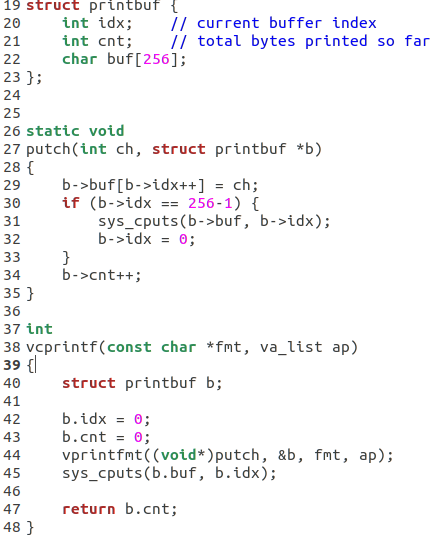 19 struct printbuf {
20     int idx;    // current buffer index
21     int cnt;    // total bytes printed so far
22     char buf[256];
23 };
24
25
26 static void
27 putch(int ch, struct printbuf *b)
28 {
29     b->buf[b->idx++] = ch;
30     if (b->idx == 256-1) {
31         sys_cputs(b->buf, b->idx);
32         b->idx = 0;
33     }
34     b->cnt++;
35 }
36
37 int
38 vcprintf(const char *fmt, va_list ap)
39 {
40     struct printbuf b;
41
42     b.idx = 0;
43     b.cnt = 0;
44     vprintfmt((void*)putch, &b, fmt, ap);
45     sys_cputs(b.buf, b.idx);
46
47     return b.cnt;
48 }